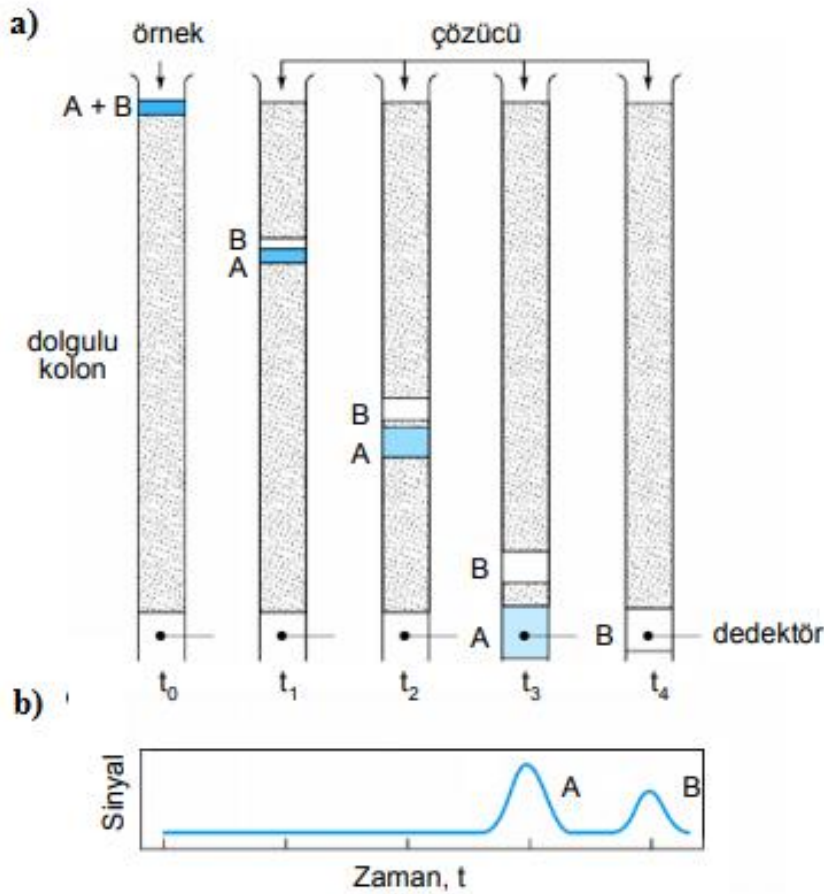 a)
örnek
çözücü
A + B
B
A
dolgulu
kolon
B
A
B
A
B
dedektör
t0
t1
t2
t3
t4
b)
Sinyal
A
B
Zaman, t